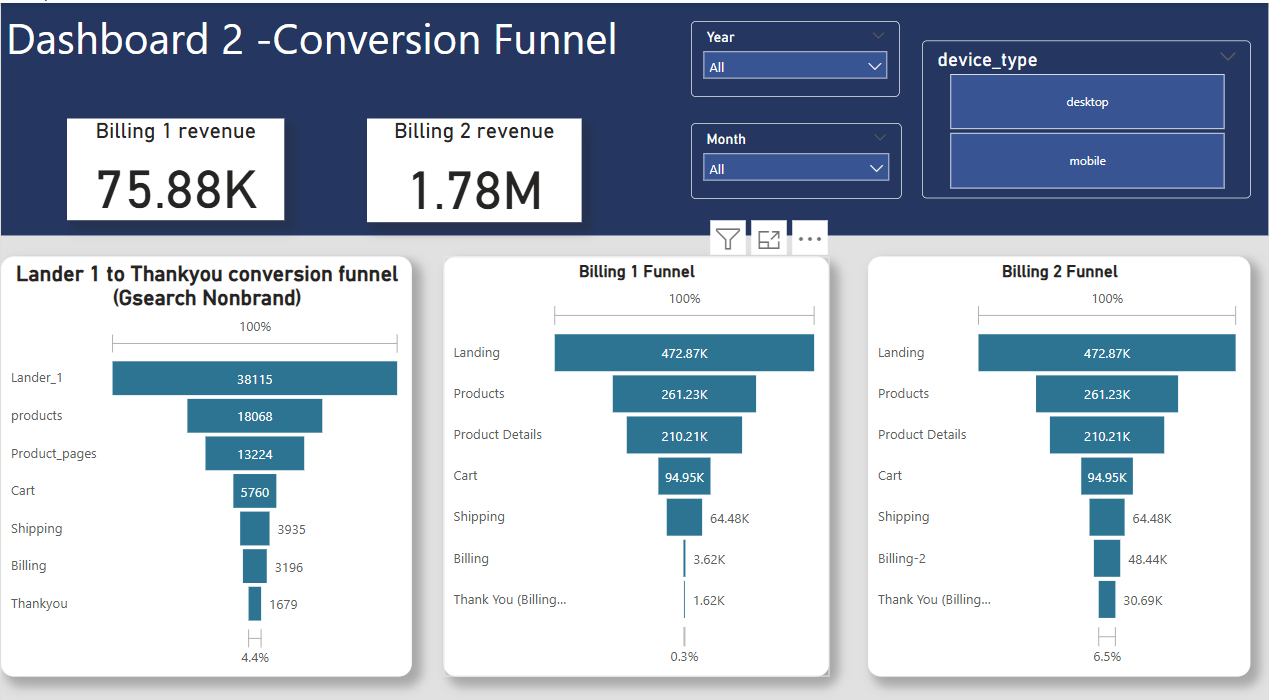 Dashboard 2 -Conversion Funnel
Year
All
Month
All
device_type
desktop
mobile
Billing 1 revenue
75.88K
Billing 2 revenue
1.78M
Lander 1 to Thankyou conversion funnel
(Gsearch Nonbrand)
100%
Lander_1 38115
products 18068
Product_pages 13224
Cart 5760
Shipping 3935
Billing 3196
Thankyou 1679
4.4%
Billing 1 Funnel
100%
Landing 472.87K
Products 261.23K
Product Details 210.21K
Cart 94.95K
Shipping 64.48K
Billing 3.62K
Thank You (Billing... 1.62K
0.3%
Billing 2 Funnel
100%
Landing 472.87K
Products 261.23K
Product Details 210.21K
Cart 94.95K
Shipping 64.48K
Billing-2 48.44K
Thank You (Billing... 30.69K
6.5%